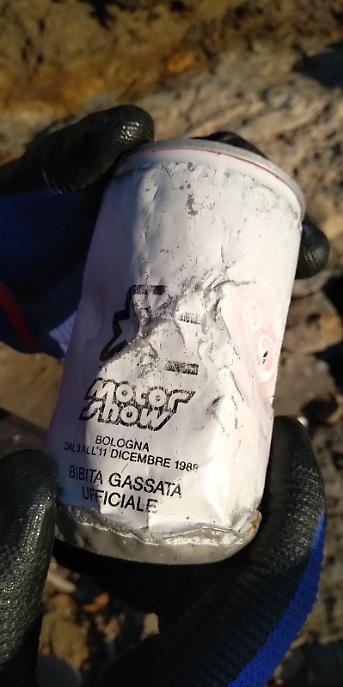 Motor
Show
BOLOGNA
DAL 3 ALL'11 DICEMBRE 1988
BIBITA GASSATA
UFFICIALE